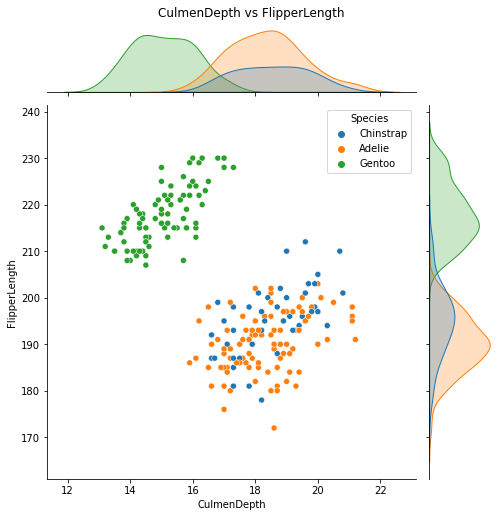 CulmenDepth vs FlipperLength
Species
Chinstrap
Adelie
Gentoo
240
230
220
210
200
190
180
170
FlipperLength
12 14 16 18 20 22
CulmenDepth